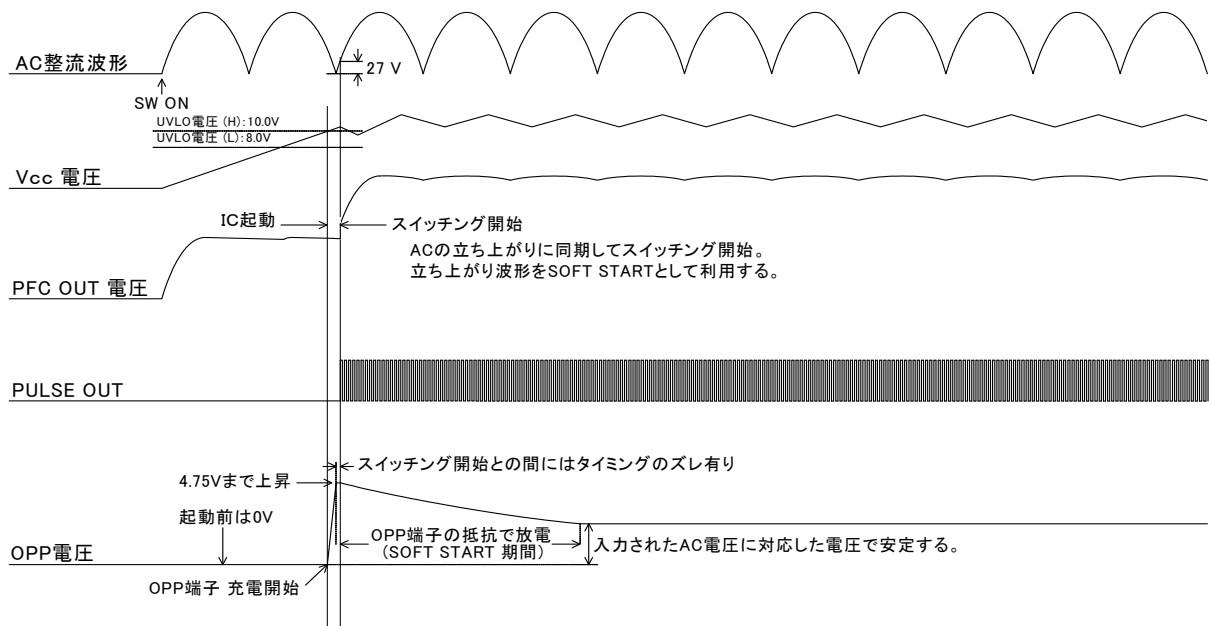 AC整流波形
27 V
SW ON
UVLO電圧 (H):10.0V
UVLO電圧 (L):8.0V
Vcc 電圧
IC起動
スイッチング開始
ACの立ち上がりに同期してスイッチング開始。
立ち上がり波形をSOFT STARTとして利用する。
PFC OUT 電圧
PULSE OUT
スイッチング開始との間にはタイミングのズレ有り
4.75Vまで上昇
起動前は0V
OPP端子の抵抗で放電
(SOFT START 期間)
入力されたAC電圧に対応した電圧で安定する。
OPP電圧
OPP端子 充電開始